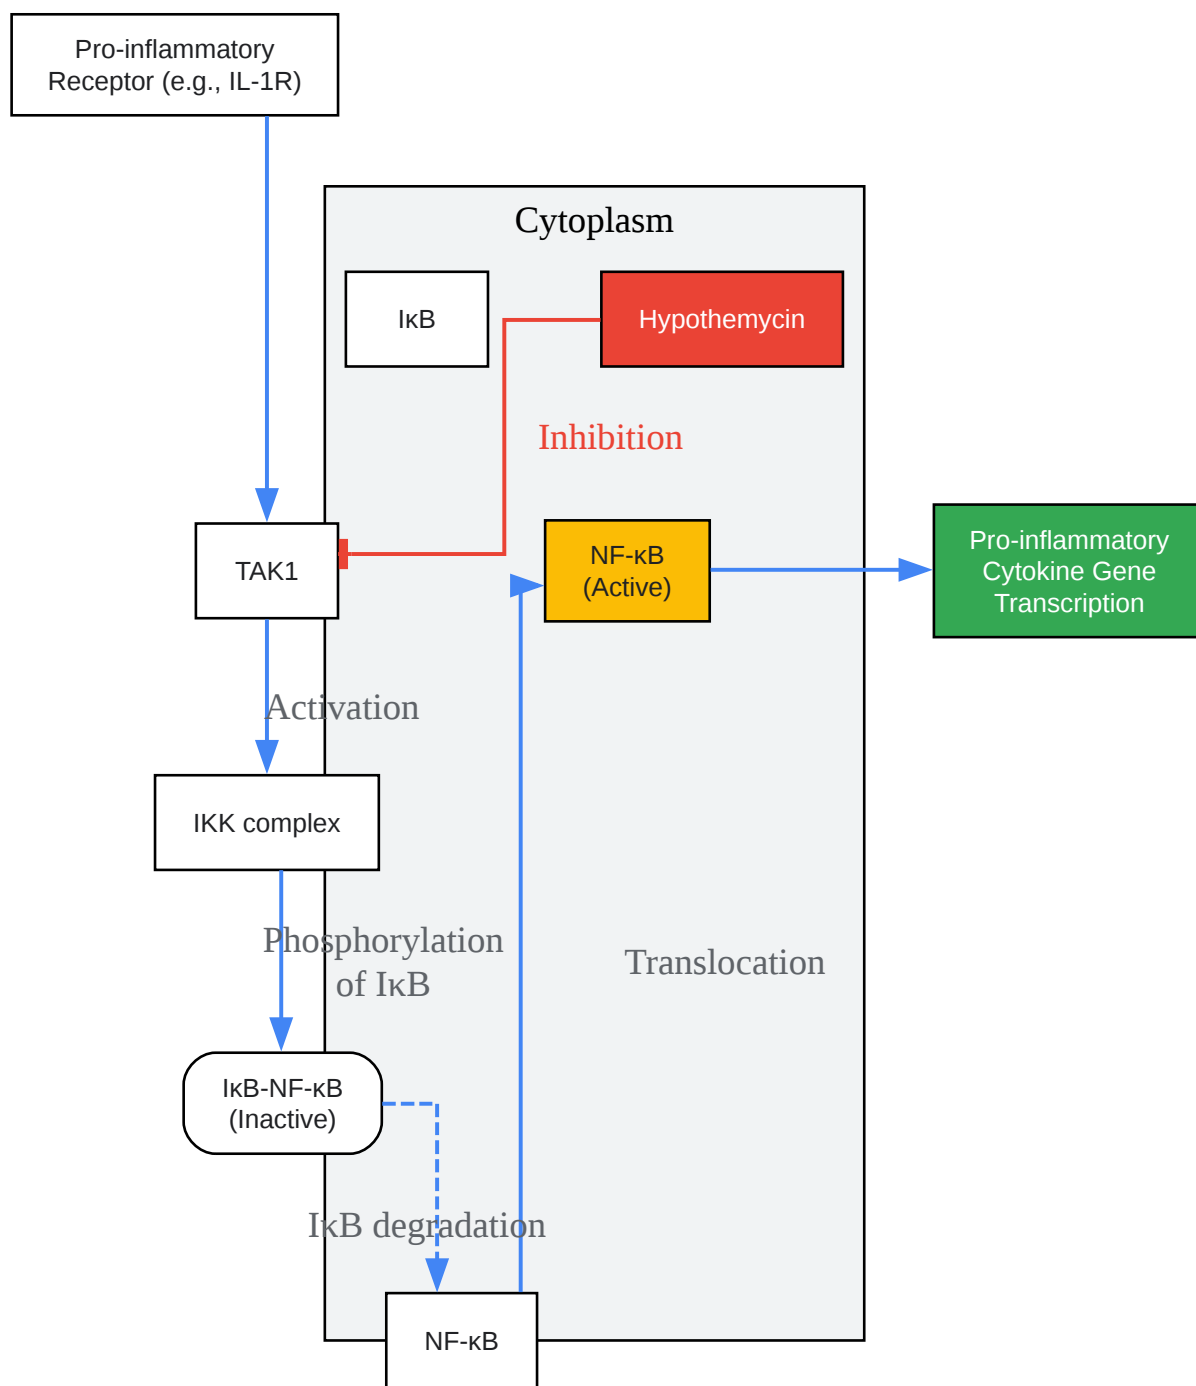 Pro-inflammatory
Receptor (e.g., IL-1R)
Cytoplasm
IκB
Hypothemycin
Inhibition
TAK1
NF-κB
(Active)
Pro-inflammatory
Cytokine Gene
Transcription
Activation
IKK complex
Phosphorylation
of IκB
Translocation
IκB-NF-κB
(Inactive)
IκB degradation
NF-κB